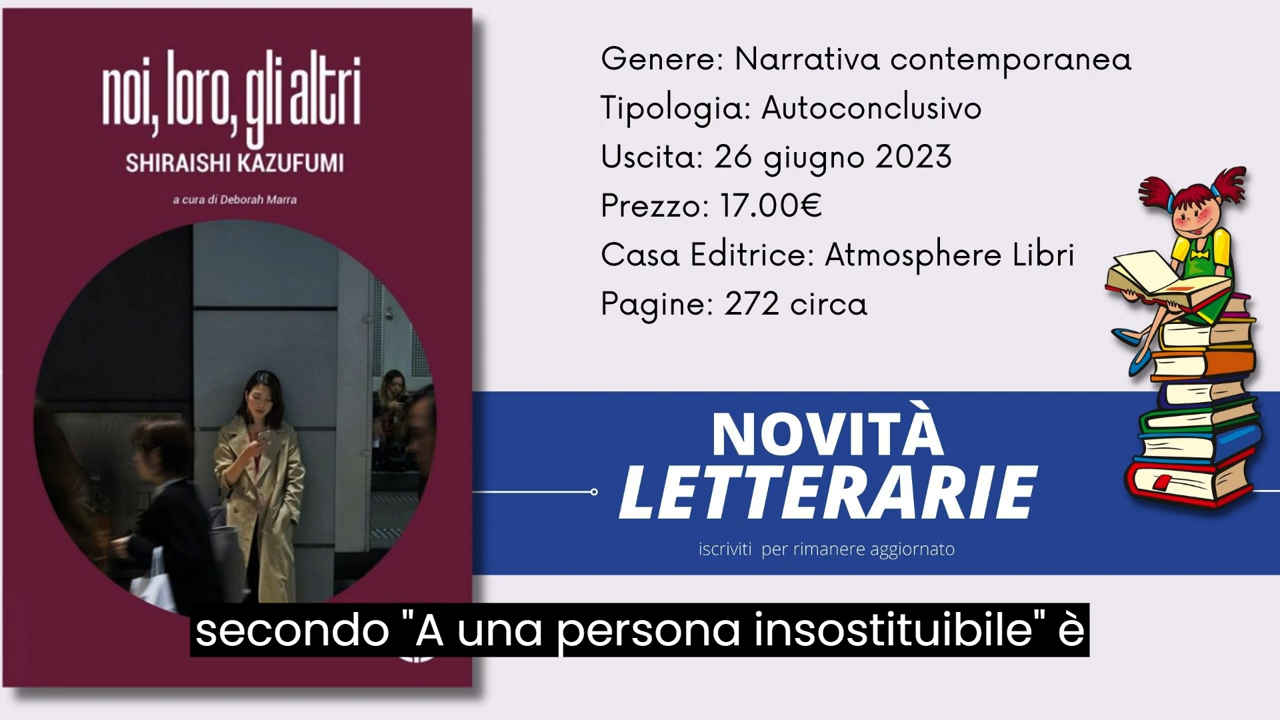 noi, loro, gli altri
SHIRAISHI KAZUFUMI
a cura di Deborah Marra
Genere: Narrativa contemporanea
Tipologia: Autoconclusivo
Uscita: 26 giugno 2023
Prezzo: 17.00€
Casa Editrice: Atmosphere Libri
Pagine: 272 circa
NOVITÀ
LETTERARIE
iscriviti per rimanere aggiornato
secondo "A una persona insostituibile" è